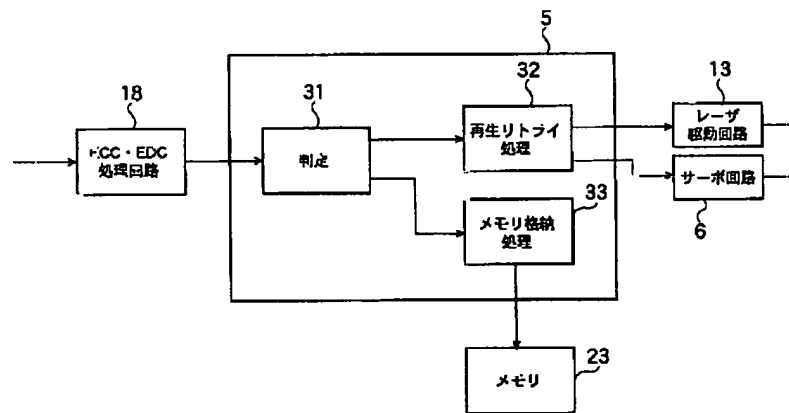 5
18
31
32
13
ECC・EDC
処理回路
判定
再生リトライ
処理
レーザ
駆動回路
サーボ回路
6
33
メモリ格納
処理
メモリ
23